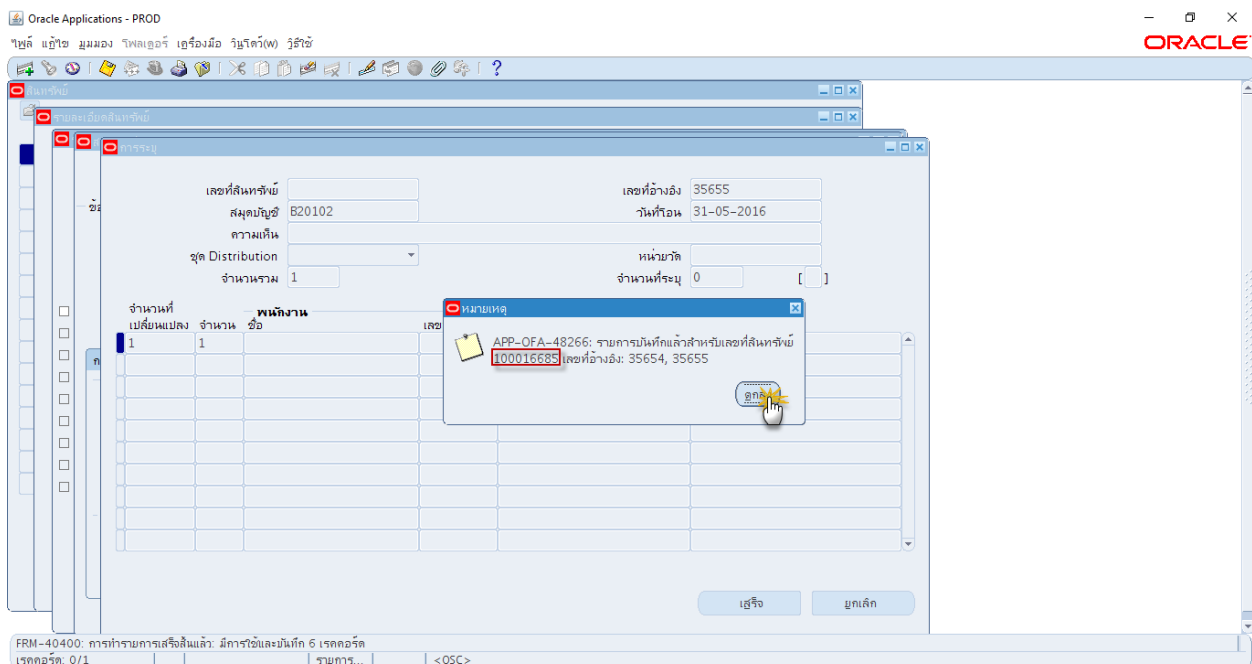 Oracle Applications - PROD
ไฟล์ แก้ไข มุมมอง โฟลเดอร์ เครื่องมือ วินโดว์(w) วิธีใช้
ORACLE
สินทรัพย์
รายละเอียดสินทรัพย์
การระบุ
เลขที่สินทรัพย์ เลขที่อ้างอิง 35655
สมุดบัญชี B20102 วันที่โอน 31-05-2016
ความเห็น
ชุด Distribution หน่วยวัด
จำนวนรวม 1 จำนวนที่ระบุ 0 [ ]
จำนวนที่ พนักงาน
เปลี่ยนแปลง จำนวน ชื่อ เลข
1 1
หมายเหตุ
APP-OFA-48266: รายการบันทึกแล้วสำหรับเลขที่สินทรัพย์
100016685 เลขที่อ้างอิง: 35654, 35655
เสร็จ ยกเลิก
FRM-40400: การทำรายการเสร็จสิ้นแล้ว: มีการใช้และบันทึก 6 เรคคอร์ด
เรคคอร์ด: 0/1 รายการ... <OSC>